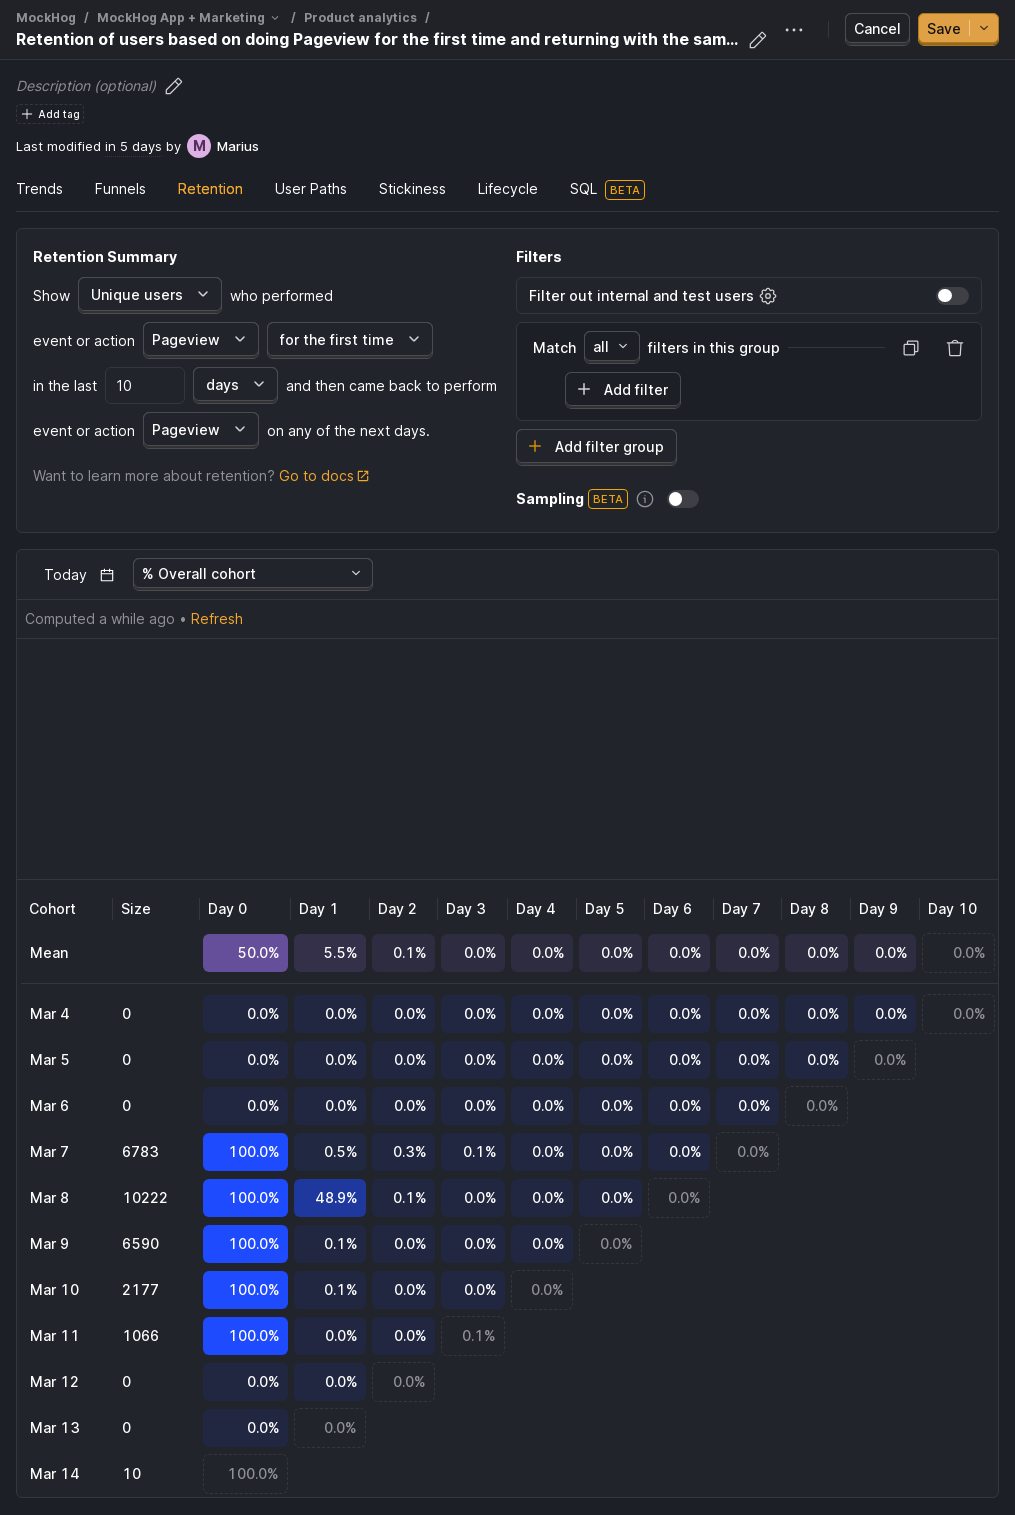 MockHog / MockHog App + Marketing / Product analytics /
Retention of users based on doing Pageview for the first time and returning with the sam...
Cancel
Save
Description (optional)
Add tag
Last modified in 5 days by M Marius
Trends Funnels Retention User Paths Stickiness Lifecycle SQL BETA
Retention Summary
Show Unique users who performed
event or action Pageview for the first time
in the last 10 days and then came back to perform
event or action Pageview on any of the next days.
Want to learn more about retention? Go to docs
Filters
Filter out internal and test users
Match all filters in this group
Add filter
Add filter group
Sampling BETA
Today % Overall cohort
Computed a while ago • Refresh
Cohort Size Day 0 Day 1 Day 2 Day 3 Day 4 Day 5 Day 6 Day 7 Day 8 Day 9 Day 10
Mean 50.0% 5.5% 0.1% 0.0% 0.0% 0.0% 0.0% 0.0% 0.0% 0.0% 0.0%
Mar 4 0 0.0% 0.0% 0.0% 0.0% 0.0% 0.0% 0.0% 0.0% 0.0% 0.0% 0.0%
Mar 5 0 0.0% 0.0% 0.0% 0.0% 0.0% 0.0% 0.0% 0.0% 0.0% 0.0%
Mar 6 0 0.0% 0.0% 0.0% 0.0% 0.0% 0.0% 0.0% 0.0% 0.0%
Mar 7 6783 100.0% 0.5% 0.3% 0.1% 0.0% 0.0% 0.0% 0.0%
Mar 8 10222 100.0% 48.9% 0.1% 0.0% 0.0% 0.0% 0.0%
Mar 9 6590 100.0% 0.1% 0.0% 0.0% 0.0% 0.0%
Mar 10 2177 100.0% 0.1% 0.0% 0.0% 0.0%
Mar 11 1066 100.0% 0.0% 0.0% 0.1%
Mar 12 0 0.0% 0.0% 0.0%
Mar 13 0 0.0% 0.0%
Mar 14 10 100.0%